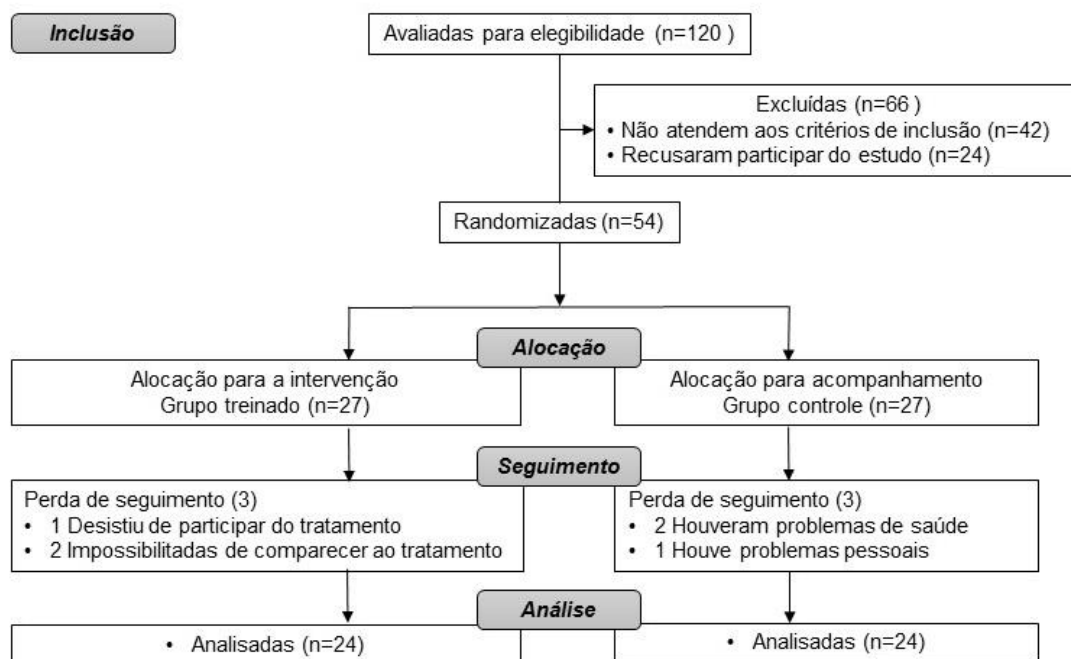 Inclusão
Avaliadas para elegibilidade (n=120 )
Excluídas (n=66 )
• Não atendem aos critérios de inclusão (n=42)
• Recusaram participar do estudo (n=24)
Randomizadas (n=54)
Alocação
Alocação para a intervenção
Grupo treinado (n=27)
Alocação para acompanhamento
Grupo controle (n=27)
Seguimento
Perda de seguimento (3)
• 1 Desistiu de participar do tratamento
• 2 Impossibilitadas de comparecer ao tratamento
Perda de seguimento (3)
• 2 Houveram problemas de saúde
• 1 Houve problemas pessoais
Análise
• Analisadas (n=24)
• Analisadas (n=24)